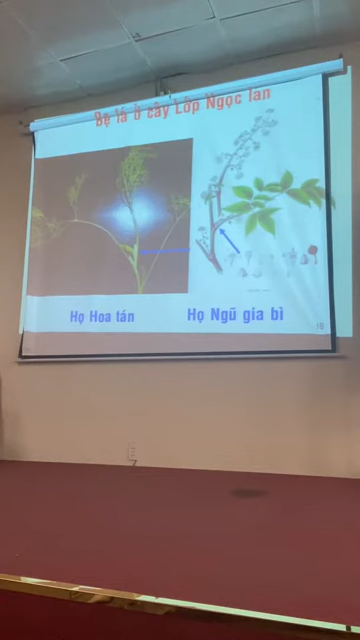 Bẹ lá ở cây Lớp Ngọc lan
Họ Hoa tán
Họ Ngũ gia bì